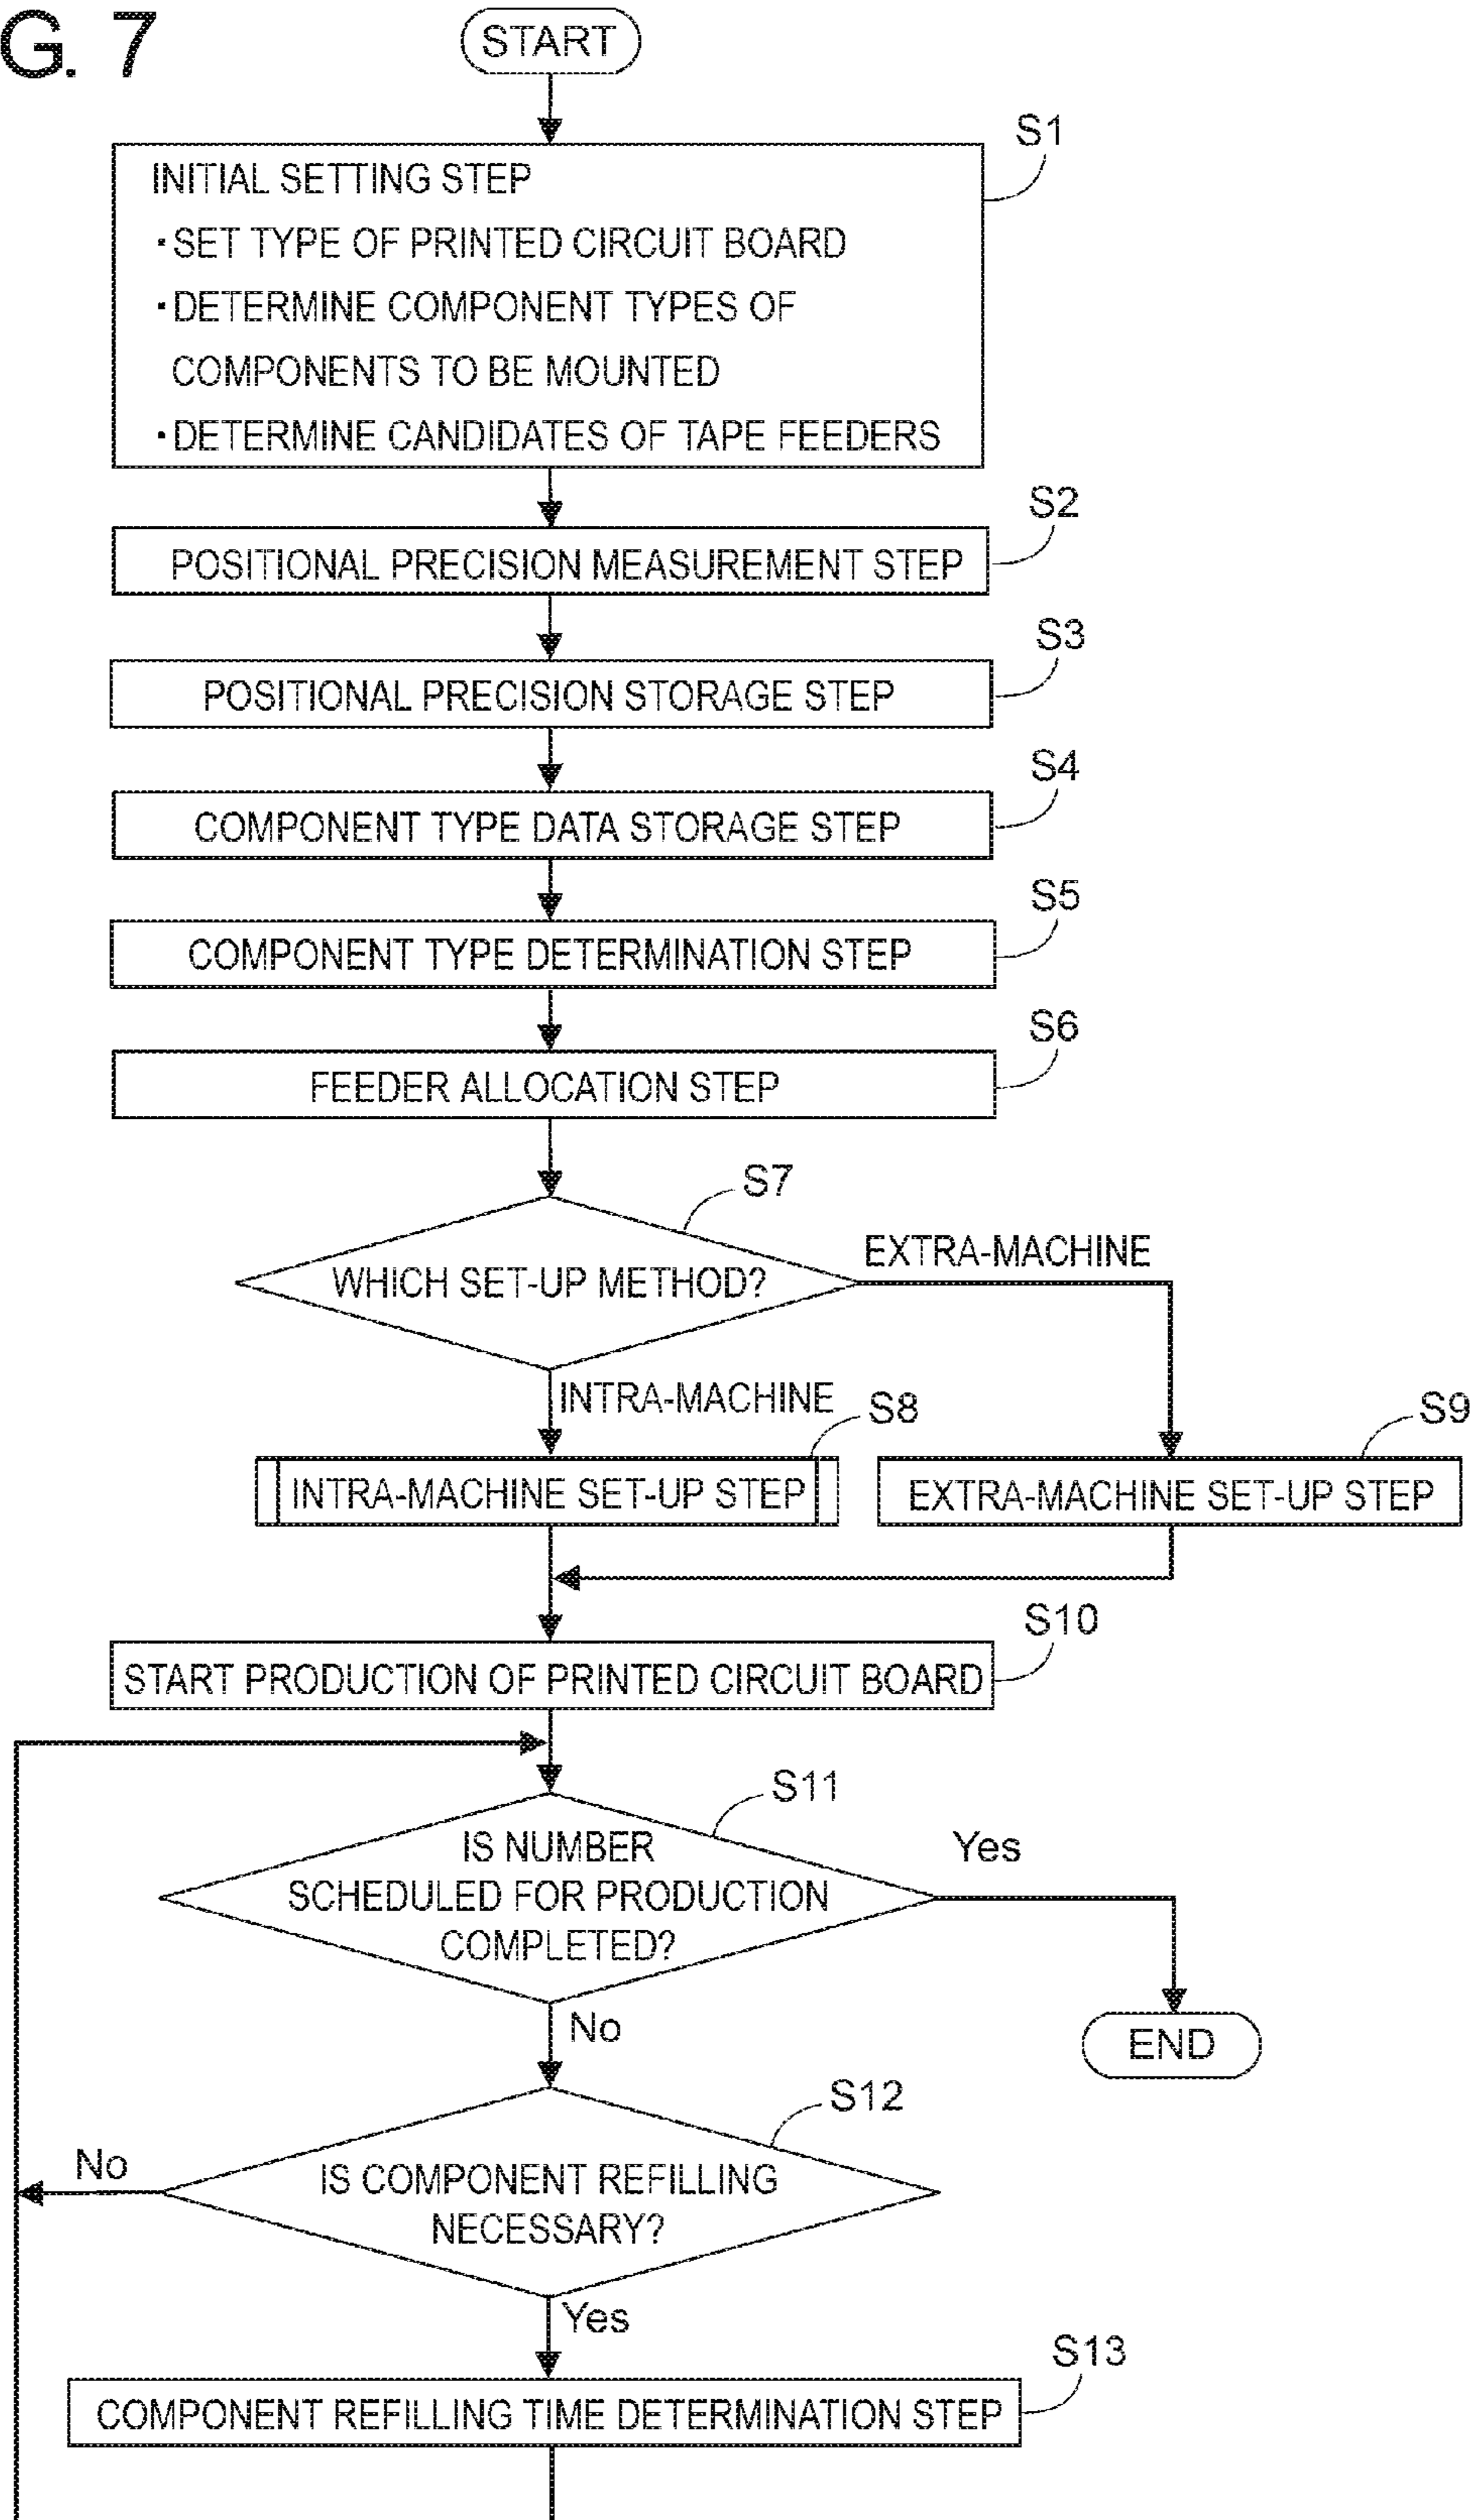 G. 7
START
S1
INITIAL SETTING STEP
・SET TYPE OF PRINTED CIRCUIT BOARD
・DETERMINE COMPONENT TYPES OF
COMPONENTS TO BE MOUNTED
・DETERMINE CANDIDATES OF TAPE FEEDERS
S2
POSITIONAL PRECISION MEASUREMENT STEP
S3
POSITIONAL PRECISION STORAGE STEP
S4
COMPONENT TYPE DATA STORAGE STEP
S5
COMPONENT TYPE DETERMINATION STEP
S6
FEEDER ALLOCATION STEP
S7
WHICH SET-UP METHOD?
EXTRA-MACHINE
INTRA-MACHINE
S8
S9
INTRA-MACHINE SET-UP STEP
EXTRA-MACHINE SET-UP STEP
S10
START PRODUCTION OF PRINTED CIRCUIT BOARD
S11
IS NUMBER
SCHEDULED FOR PRODUCTION
COMPLETED?
Yes
No
END
S12
No
IS COMPONENT REFILLING
NECESSARY?
Yes
S13
COMPONENT REFILLING TIME DETERMINATION STEP